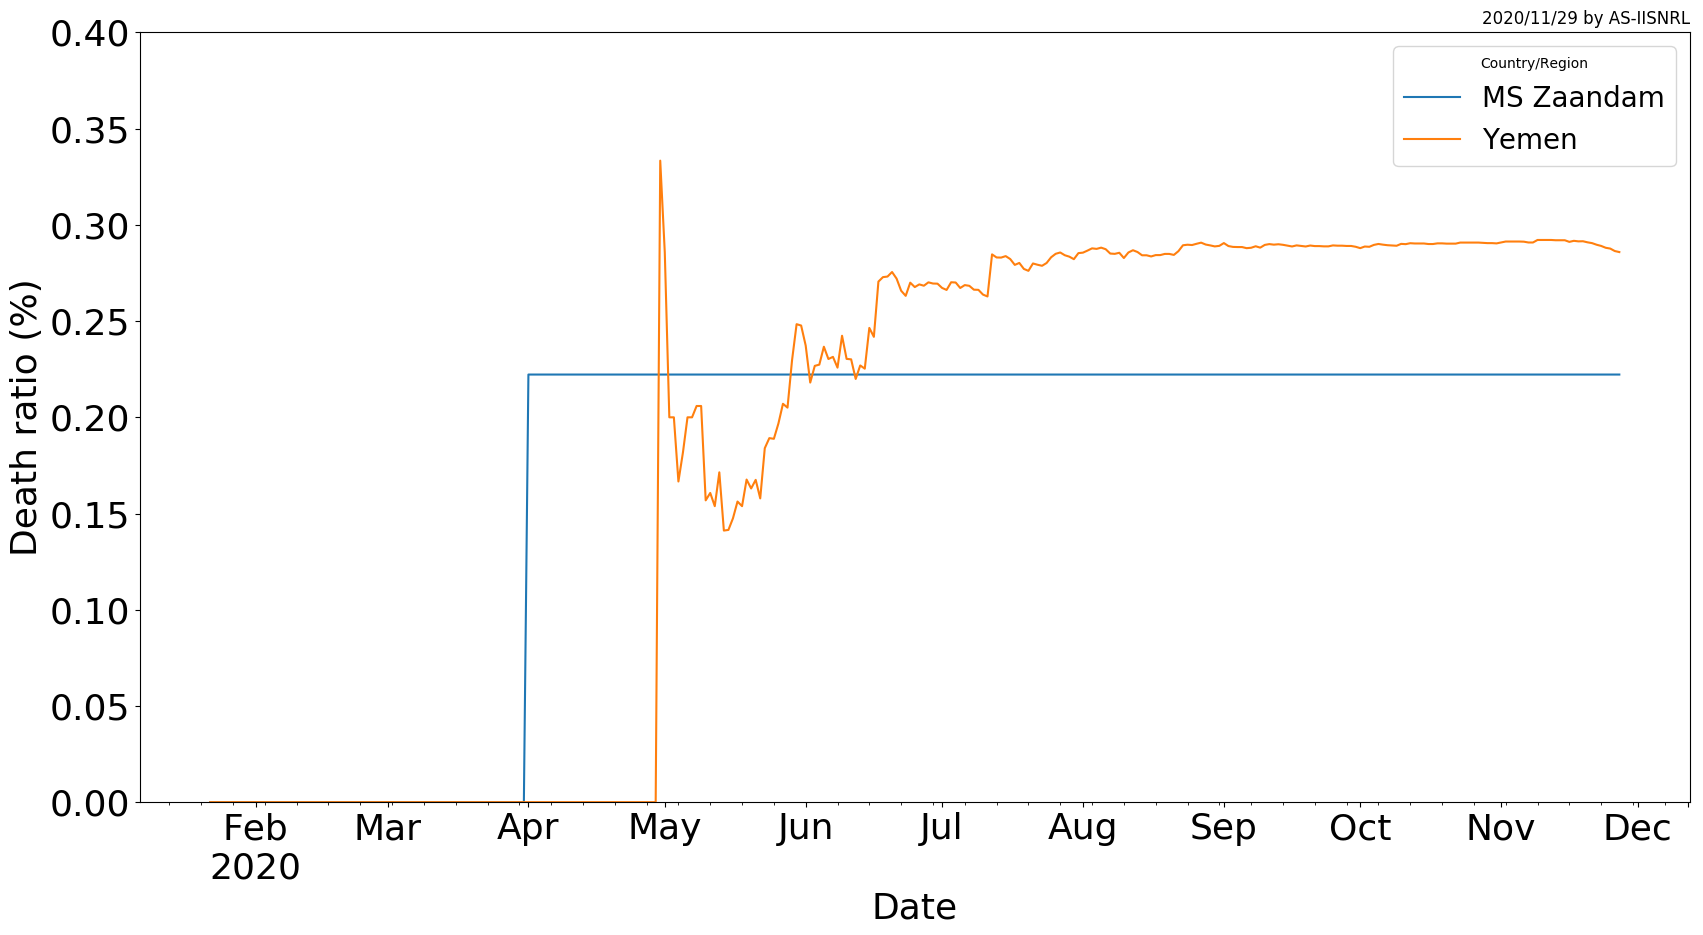 2020/11/29 by AS-IISNRL
Country/Region
MS Zaandam
Yemen
0.40
0.35
0.30
0.25
0.20
0.15
0.10
0.05
0.00
Death ratio (%)
Feb Mar Apr May Jun Jul Aug Sep Oct Nov Dec
2020
Date